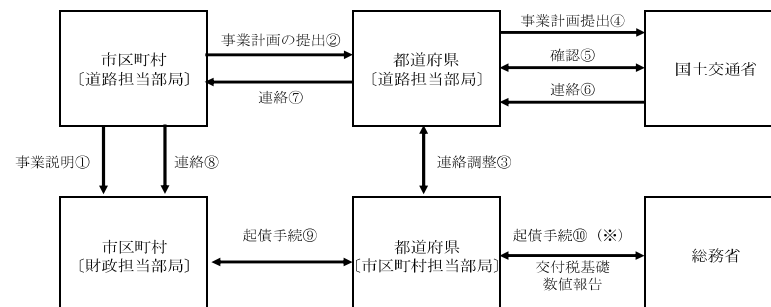 事業計画提出④
事業計画の提出②
市区町村
〔道路担当部局〕
都道府県
〔道路担当部局〕
確認⑤
国土交通省
連絡⑦
連絡⑥
事業説明①
連絡⑧
連絡調整③
市区町村
〔財政担当部局〕
起債手続⑨
都道府県
〔市区町村担当部局〕
起債手続⑩（※）
交付税基礎
数値報告
総務省